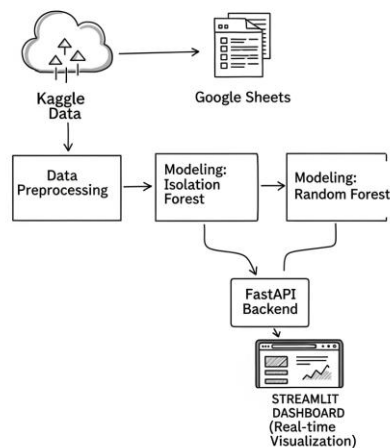 Kaggle
Data
Google Sheets
Data
Preprocessing
Modeling:
Isolation
Forest
Modeling:
Random Forest
FastAPI
Backend
STREAMLIT
DASHBOARD
(Real-time
Visualization)